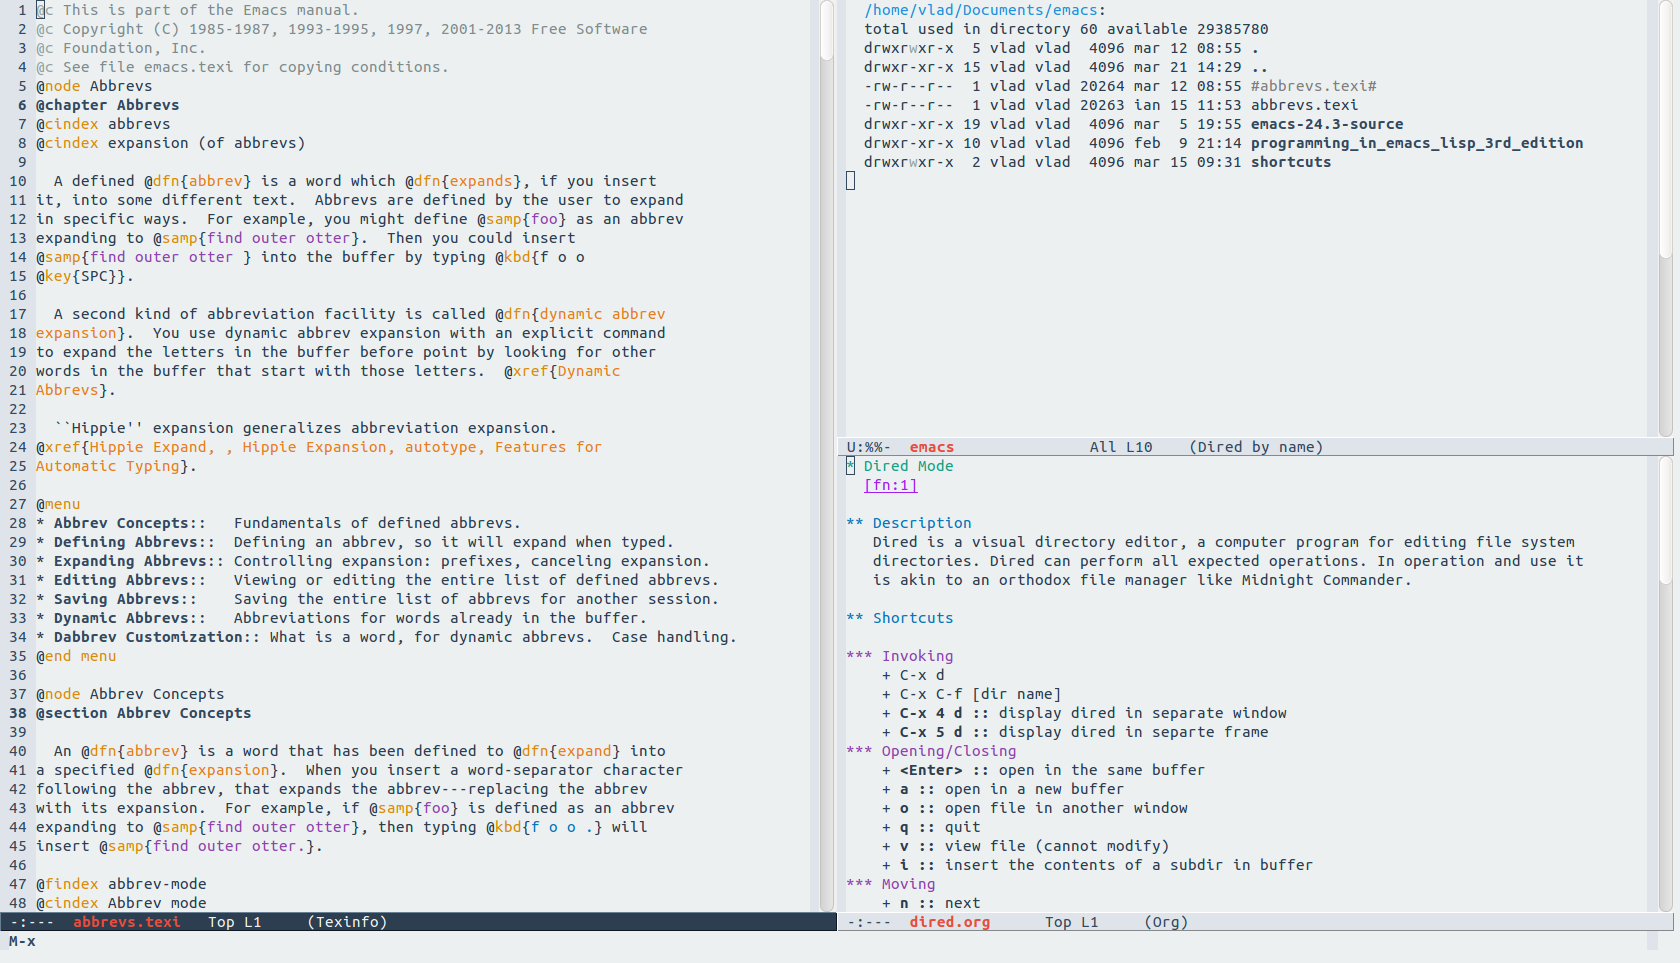 1 @c This is part of the Emacs manual.
2 @c Copyright (C) 1985-1987, 1993-1995, 1997, 2001-2013 Free Software
3 @c Foundation, Inc.
4 @c See file emacs.texi for copying conditions.
5 @node Abbrevs
6 @chapter Abbrevs
7 @cindex abbrevs
8 @cindex expansion (of abbrevs)
9
10   A defined @dfn{abbrev} is a word which @dfn{expands}, if you insert
11 it, into some different text.  Abbrevs are defined by the user to expand
12 in specific ways.  For example, you might define @samp{foo} as an abbrev
13 expanding to @samp{find outer otter}.  Then you could insert
14 @samp{find outer otter } into the buffer by typing @kbd{f o o
15 @key{SPC}}.
16
17   A second kind of abbreviation facility is called @dfn{dynamic abbrev
18 expansion}.  You use dynamic abbrev expansion with an explicit command
19 to expand the letters in the buffer before point by looking for other
20 words in the buffer that start with those letters.  @xref{Dynamic
21 Abbrevs}.
22
23   ``Hippie'' expansion generalizes abbreviation expansion.
24 @xref{Hippie Expand, , Hippie Expansion, autotype, Features for
25 Automatic Typing}.
26
27 @menu
28 * Abbrev Concepts::   Fundamentals of defined abbrevs.
29 * Defining Abbrevs::  Defining an abbrev, so it will expand when typed.
30 * Expanding Abbrevs:: Controlling expansion: prefixes, canceling expansion.
31 * Editing Abbrevs::   Viewing or editing the entire list of defined abbrevs.
32 * Saving Abbrevs::    Saving the entire list of abbrevs for another session.
33 * Dynamic Abbrevs::   Abbreviations for words already in the buffer.
34 * Dabbrev Customization:: What is a word, for dynamic abbrevs.  Case handling.
35 @end menu
36
37 @node Abbrev Concepts
38 @section Abbrev Concepts
39
40   An @dfn{abbrev} is a word that has been defined to @dfn{expand} into
41 a specified @dfn{expansion}.  When you insert a word-separator character
42 following the abbrev, that expands the abbrev---replacing the abbrev
43 with its expansion.  For example, if @samp{foo} is defined as an abbrev
44 expanding to @samp{find outer otter}, then typing @kbd{f o o .} will
45 insert @samp{find outer otter.}.
46
47 @findex abbrev-mode
48 @cindex Abbrev mode
-:---  abbrevs.texi   Top L1     (Texinfo)
M-x
/home/vlad/Documents/emacs:
total used in directory 60 available 29385780
drwxrwxr-x  5 vlad vlad  4096 mar 12 08:55 .
drwxr-xr-x 15 vlad vlad  4096 mar 21 14:29 ..
-rw-r--r--  1 vlad vlad 20264 mar 12 08:55 #abbrevs.texi#
-rw-r--r--  1 vlad vlad 20263 ian 15 11:53 abbrevs.texi
drwxr-xr-x 19 vlad vlad  4096 mar  5 19:55 emacs-24.3-source
drwxr-xr-x 10 vlad vlad  4096 feb  9 21:14 programming_in_emacs_lisp_3rd_edition
drwxrwxr-x  2 vlad vlad  4096 mar 15 09:31 shortcuts
U:%%-  emacs               All L10    (Dired by name)
* Dired Mode
[fn:1]
** Description
Dired is a visual directory editor, a computer program for editing file system
directories. Dired can perform all expected operations. In operation and use it
is akin to an orthodox file manager like Midnight Commander.
** Shortcuts
*** Invoking
+ C-x d
+ C-x C-f [dir name]
+ C-x 4 d :: display dired in separate window
+ C-x 5 d :: display dired in separte frame
*** Opening/Closing
+ <Enter> :: open in the same buffer
+ a :: open in a new buffer
+ o :: open file in another window
+ q :: quit
+ v :: view file (cannot modify)
+ i :: insert the contents of a subdir in buffer
*** Moving
+ n :: next
-:---  dired.org      Top L1     (Org)